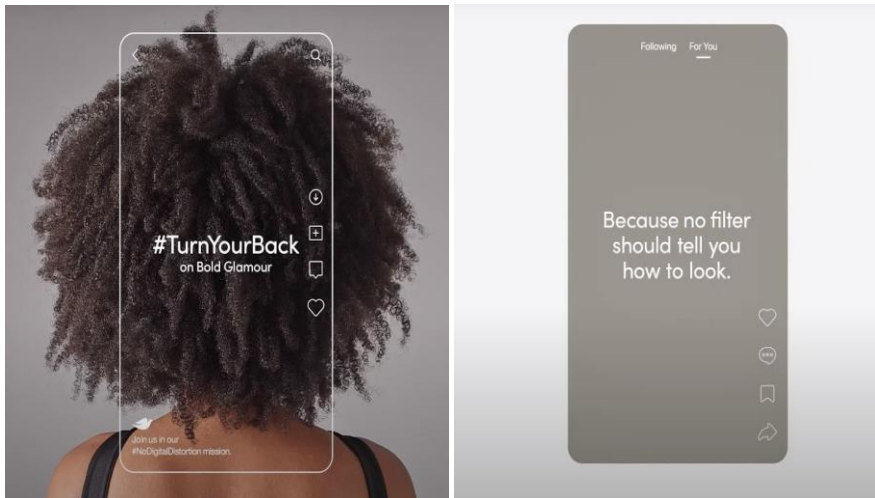 #TurnYourBack
on Bold Glamour
Join us in our
#NoDigitalDistortion mission.
Following For You
Because no filter
should tell you
how to look.